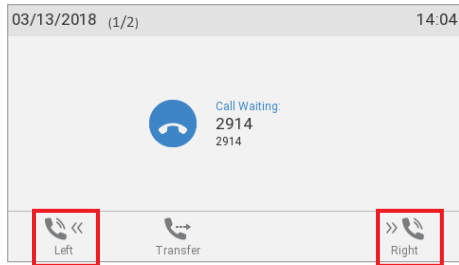 03/13/2018 (1/2) 14:04
Call Waiting:
2914
2914
Left Transfer Right